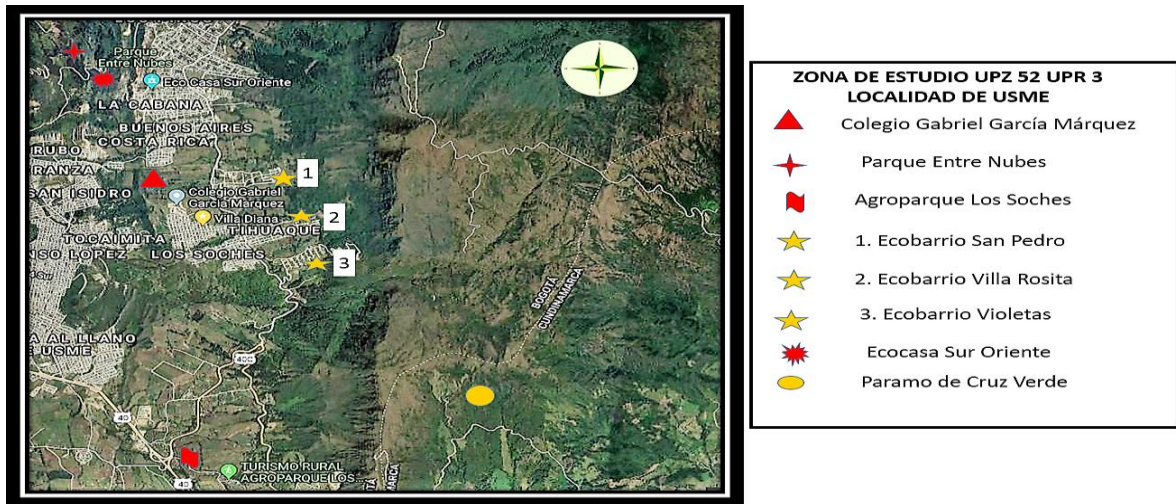 Parque
Entre Nubes
Eco Casa Sur Oriente
LA CABANA
BUENOS AIRES
COSTA RICA
RUBO
RANZA
SAN ISIDRO
Colegio Gabriel
García Márquez
Villa Diana
TIHUAQUE
TOCAIMITA
NSO LOPEZ
LOS SOCHES
1
2
3
BOGOTÁ
CUNDINAMARCA
A AL LLANO
E USME
40C
40
40
TURISMO RURAL
AGROPARQUE LOS...
TÁ
NAMARCA
ZONA DE ESTUDIO UPZ 52 UPR 3
LOCALIDAD DE USME
Colegio Gabriel García Márquez
Parque Entre Nubes
Agroparque Los Soches
1. Ecobarrio San Pedro
2. Ecobarrio Villa Rosita
3. Ecobarrio Violetas
Ecocasa Sur Oriente
Paramo de Cruz Verde